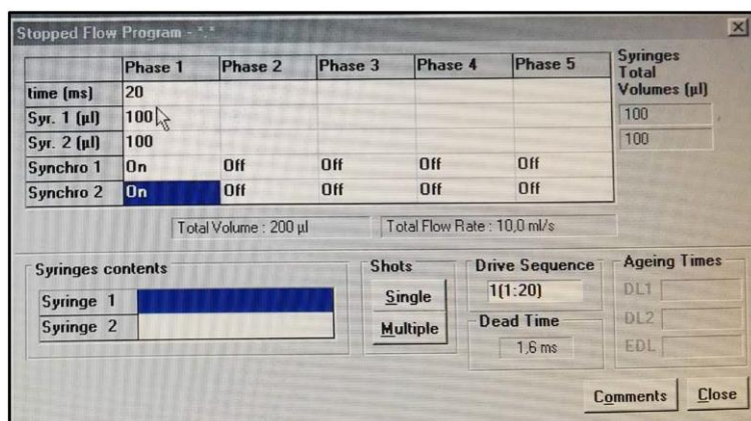 Stopped Flow Program - *.*
Phase 1 Phase 2 Phase 3 Phase 4 Phase 5
time (ms) 20
Syr. 1 (µl) 100
Syr. 2 (µl) 100
Synchro 1 On Off Off Off Off
Synchro 2 On Off Off Off Off
Syringes
Total
Volumes (µl)
100
100
Total Volume : 200 µl Total Flow Rate : 10,0 ml/s
Syringes contents
Syringe 1
Syringe 2
Shots
Single
Multiple
Drive Sequence
1(1:20)
Dead Time
1,6 ms
Ageing Times
DL1
DL2
EDL
Comments Close